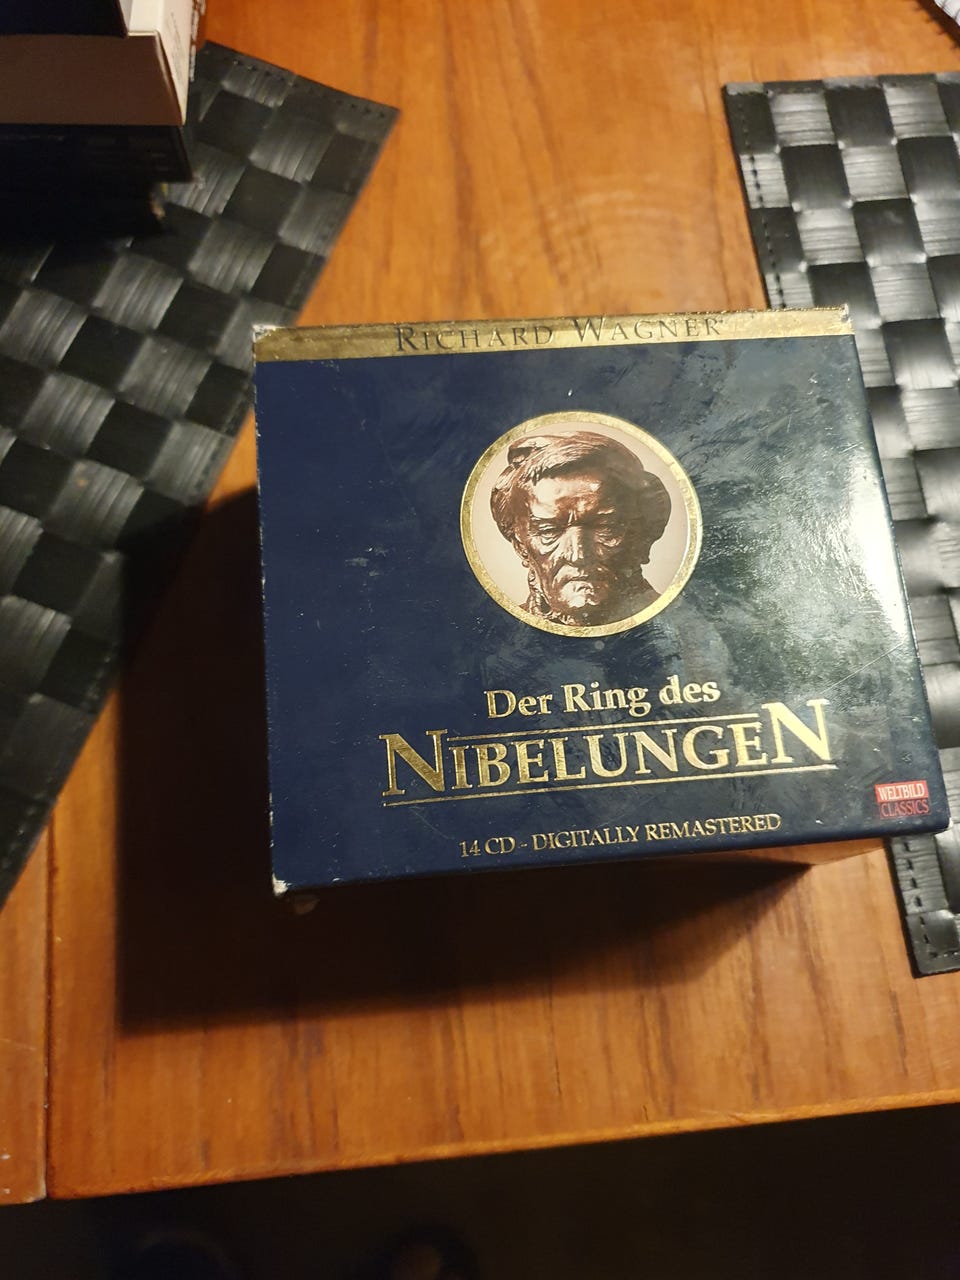 RICHARD WAGNER
Der Ring des
NIBELUNGEN
14 CD - DIGITALLY REMASTERED
WELTBILD
CLASSICS